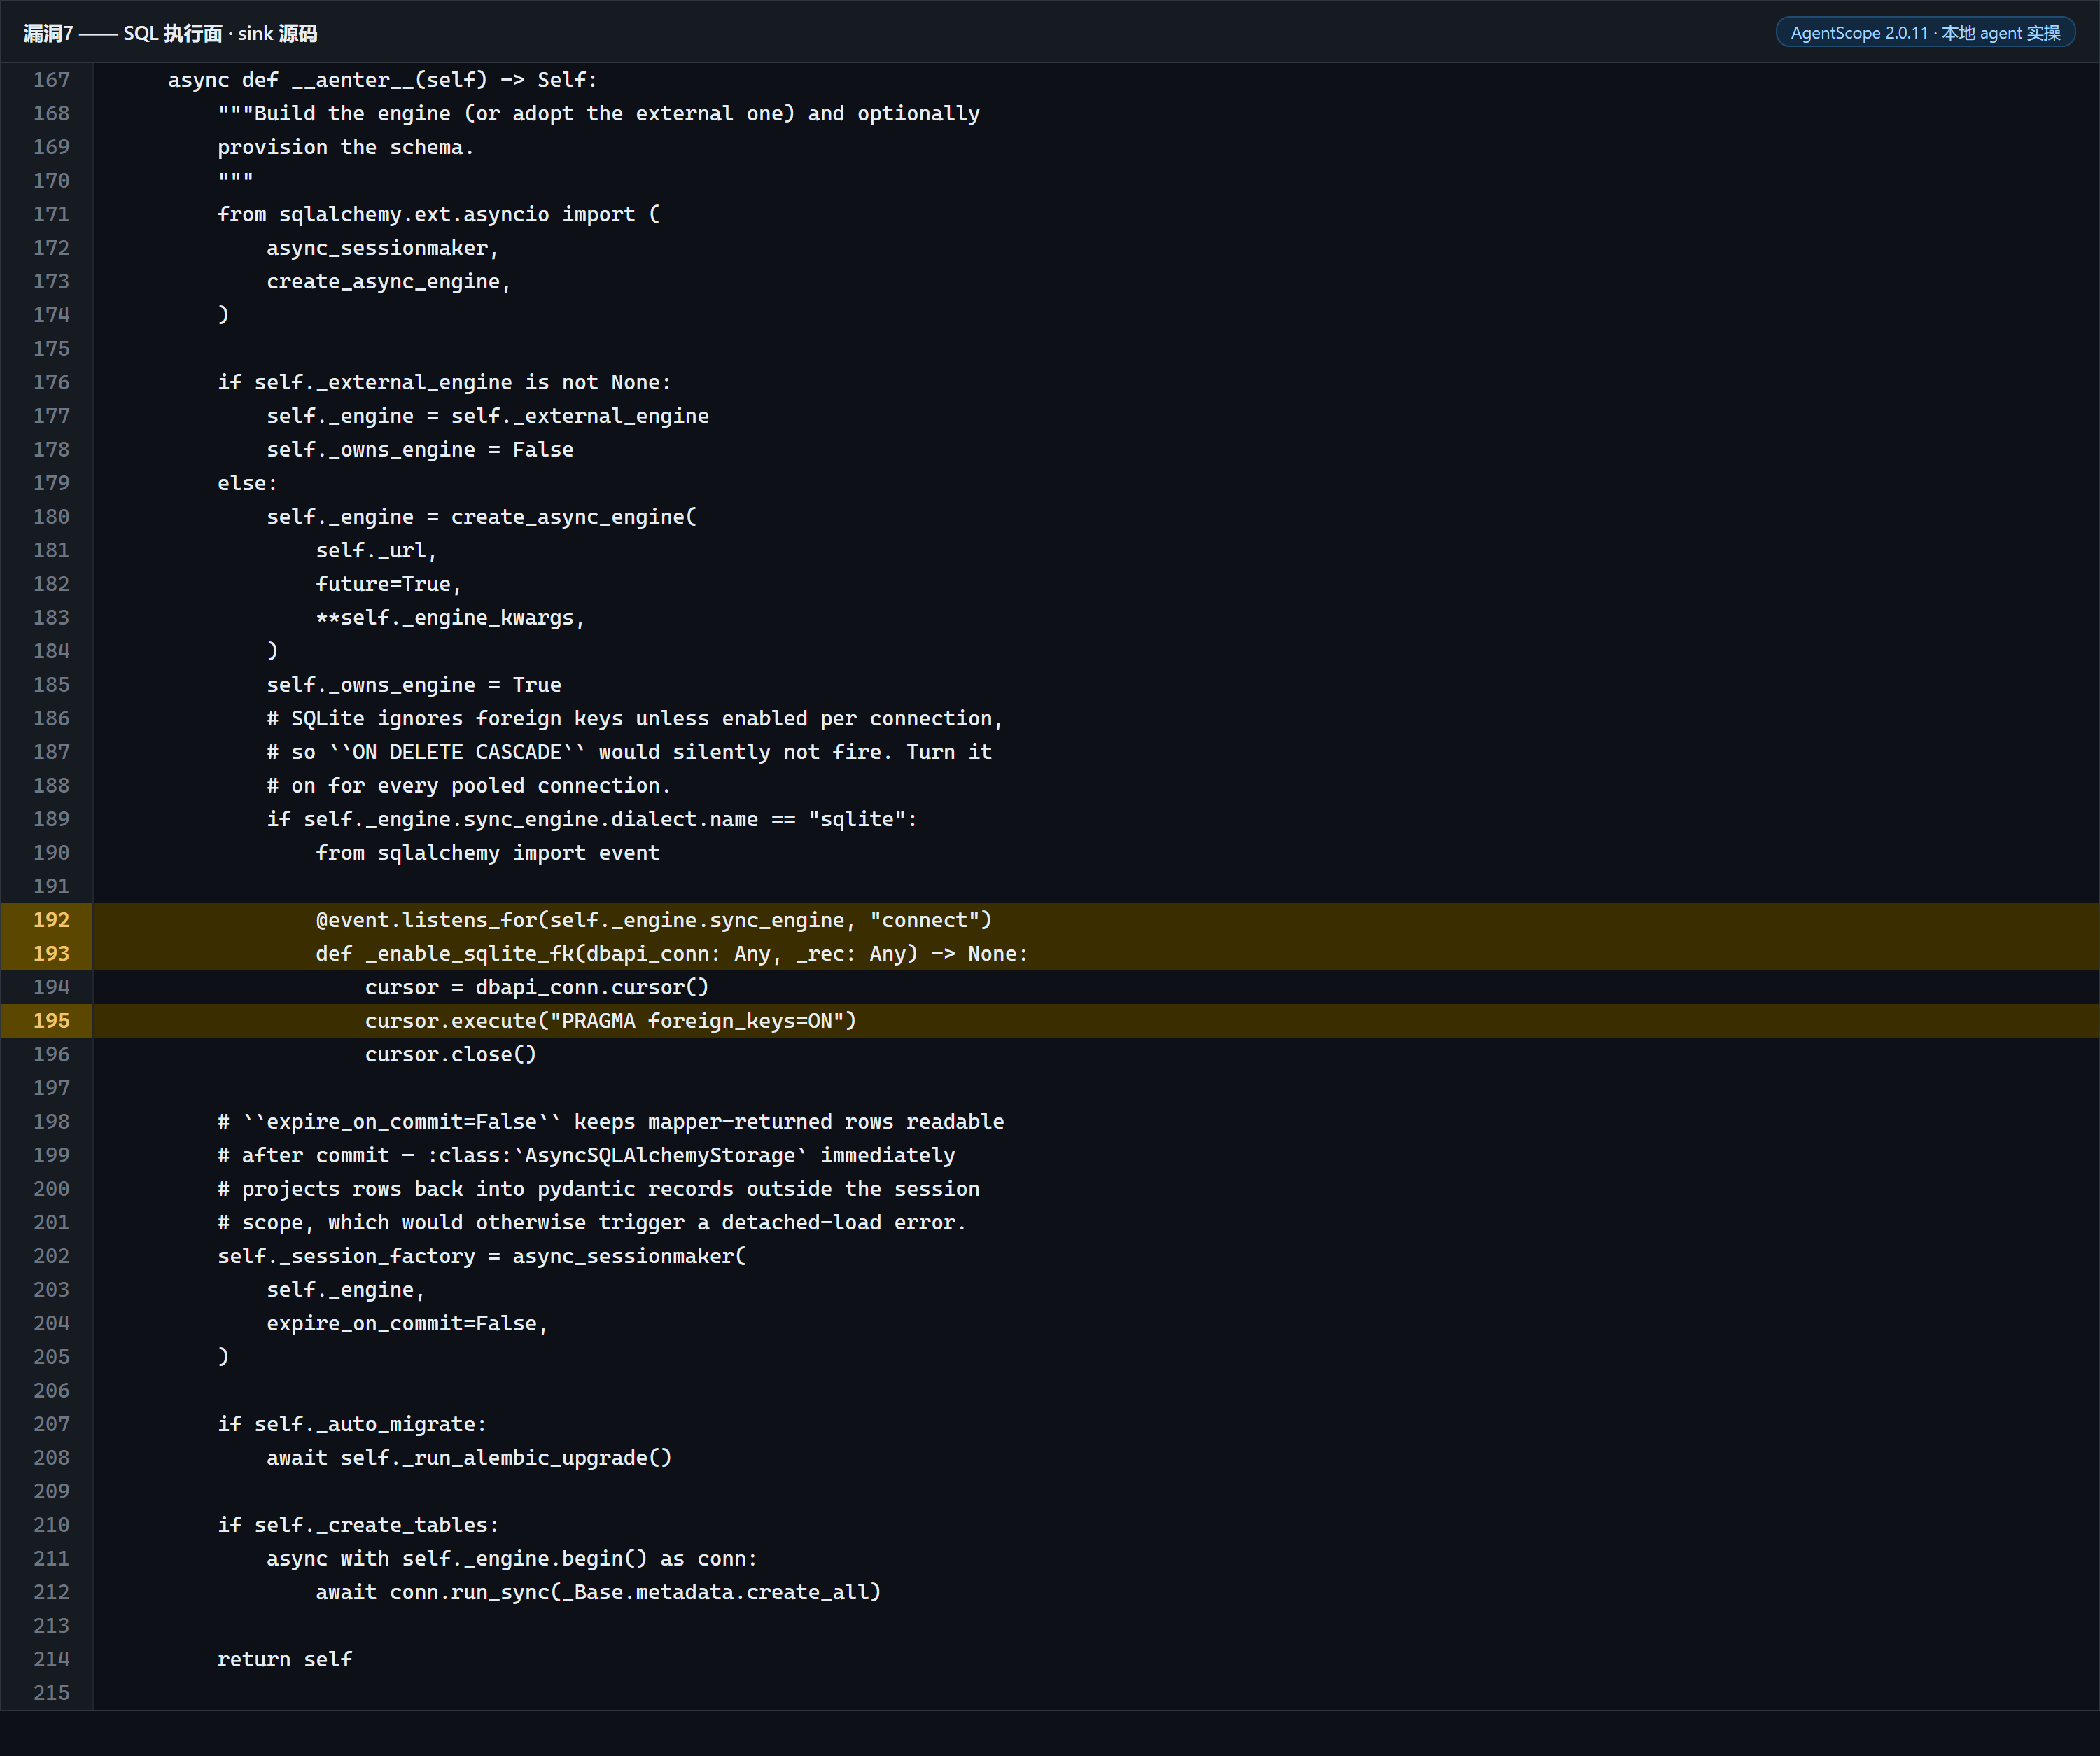 漏洞7 —— SQL 执行面 · sink 源码
AgentScope 2.0.11 · 本地 agent 实操
167     async def __aenter__(self) -> Self:
168         """Build the engine (or adopt the external one) and optionally
169         provision the schema.
170         """
171         from sqlalchemy.ext.asyncio import (
172             async_sessionmaker,
173             create_async_engine,
174         )
175
176         if self._external_engine is not None:
177             self._engine = self._external_engine
178             self._owns_engine = False
179         else:
180             self._engine = create_async_engine(
181                 self._url,
182                 future=True,
183                 **self._engine_kwargs,
184             )
185             self._owns_engine = True
186             # SQLite ignores foreign keys unless enabled per connection,
187             # so ``ON DELETE CASCADE`` would silently not fire. Turn it
188             # on for every pooled connection.
189             if self._engine.sync_engine.dialect.name == "sqlite":
190                 from sqlalchemy import event
191
192                 @event.listens_for(self._engine.sync_engine, "connect")
193                 def _enable_sqlite_fk(dbapi_conn: Any, _rec: Any) -> None:
194                     cursor = dbapi_conn.cursor()
195                     cursor.execute("PRAGMA foreign_keys=ON")
196                     cursor.close()
197
198         # ``expire_on_commit=False`` keeps mapper-returned rows readable
199         # after commit — :class:`AsyncSQLAlchemyStorage` immediately
200         # projects rows back into pydantic records outside the session
201         # scope, which would otherwise trigger a detached-load error.
202         self._session_factory = async_sessionmaker(
203             self._engine,
204             expire_on_commit=False,
205         )
206
207         if self._auto_migrate:
208             await self._run_alembic_upgrade()
209
210         if self._create_tables:
211             async with self._engine.begin() as conn:
212                 await conn.run_sync(_Base.metadata.create_all)
213
214         return self
215